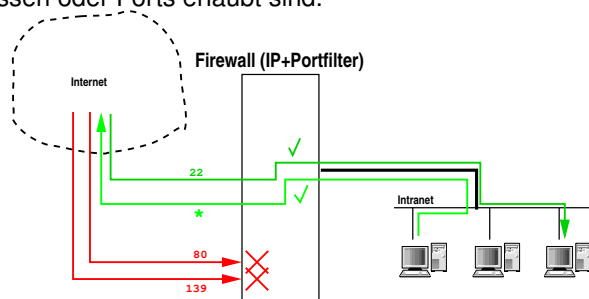 ssen oder Ports erlaubt sind.
Firewall (IP+Portfilter)
Internet
22
*
Intranet
80
139